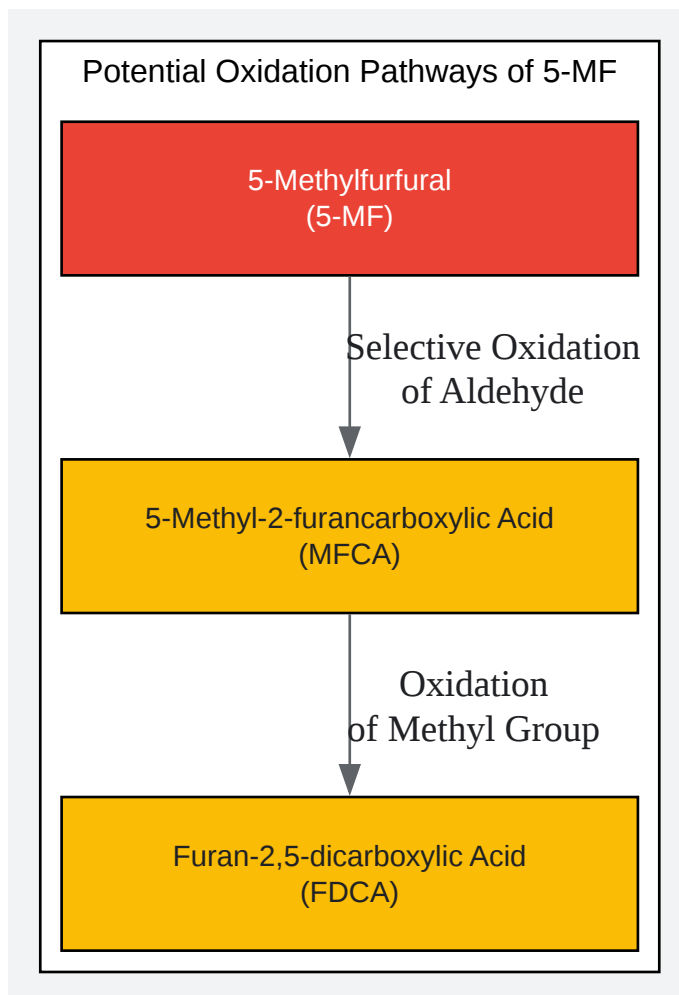 Potential Oxidation Pathways of 5-MF
5-Methylfurfural
(5-MF)
Selective Oxidation
of Aldehyde
5-Methyl-2-furancarboxylic Acid
(MFCA)
Oxidation
of Methyl Group
Furan-2,5-dicarboxylic Acid
(FDCA)